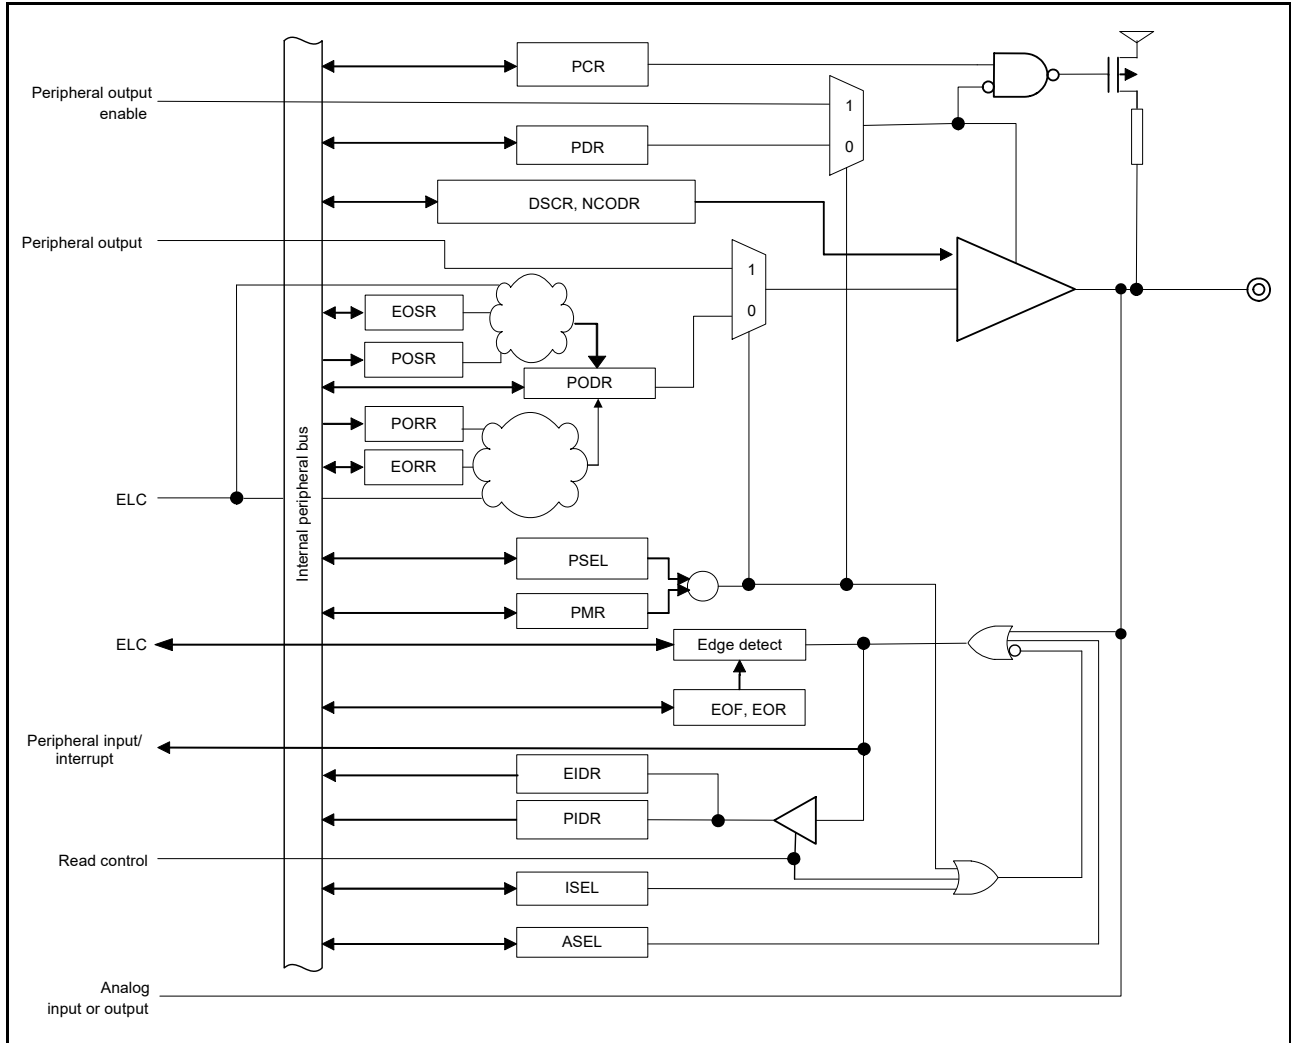 PCR
Peripheral output
enable
1
PDR
0
DSCR, NCODR
Peripheral output
1
EOSR
0
POSR
PODR
PORR
Internal peripheral bus
EORR
ELC
PSEL
PMR
ELC
Edge detect
EOF, EOR
Peripheral input/
interrupt
EIDR
PIDR
Read control
ISEL
ASEL
Analog
input or output